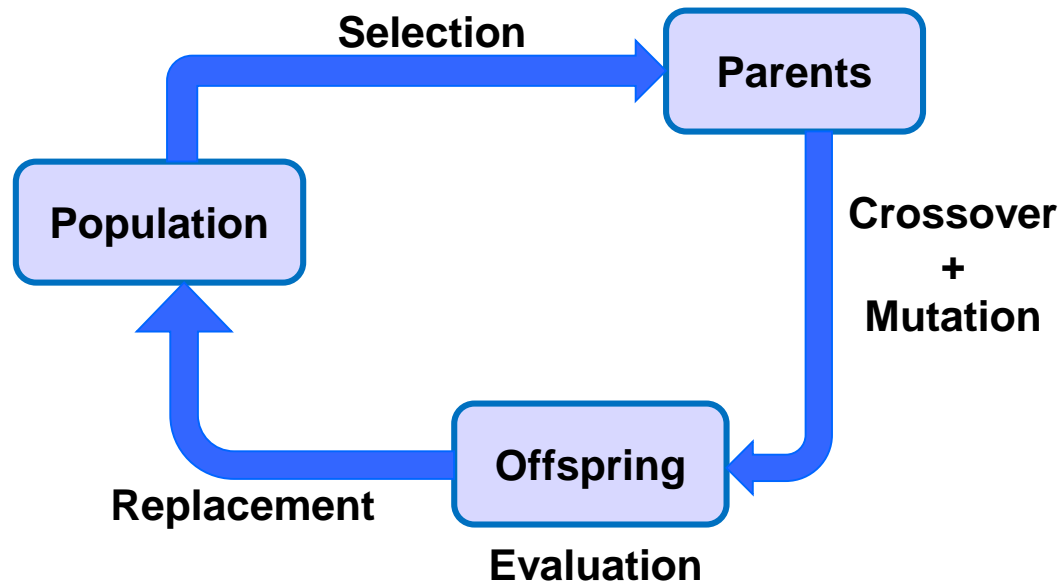 Selection
Parents
Population
Crossover
+
Mutation
Offspring
Replacement
Evaluation